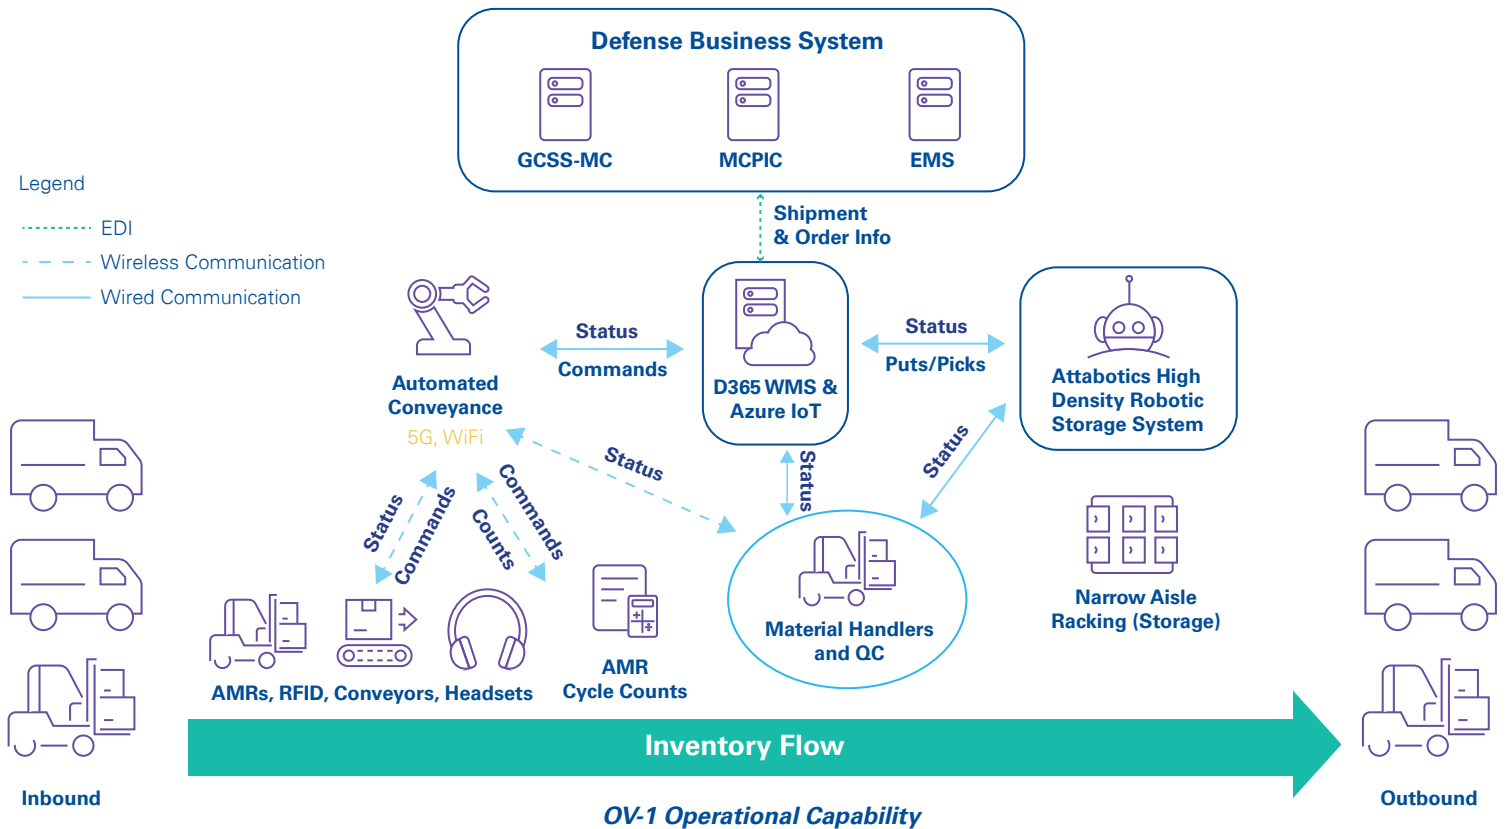 Defense Business System
GCSS-MC
MCPIC
EMS
Legend
EDI
Wireless Communication
Wired Communication
Shipment
& Order Info
Automated
Conveyance
5G, WiFi
Status
Commands
D365 WMS &
Azure IoT
Status
Puts/Picks
Attabotics High
Density Robotic
Storage System
Status
Status
Status
Status
Commands
Commands
Counts
AMRs, RFID, Conveyors, Headsets
AMR
Cycle Counts
Material Handlers
and QC
Narrow Aisle
Racking (Storage)
Inventory Flow
Inbound
Outbound
OV-1 Operational Capability